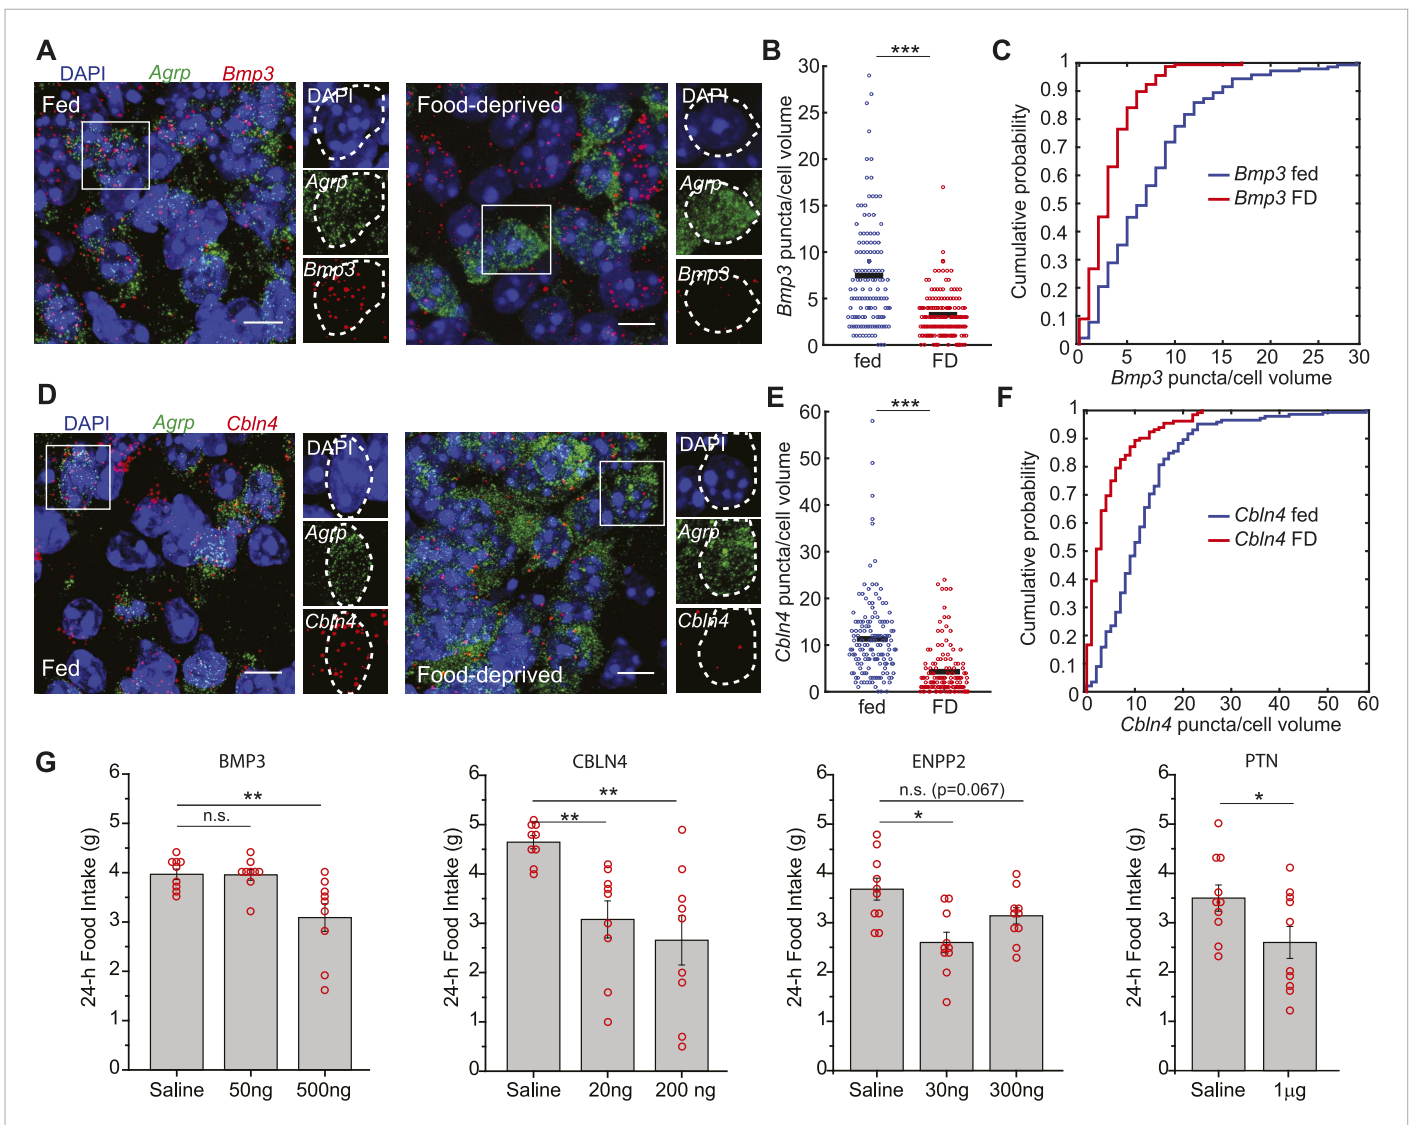 A
DAPI Agrp Bmp3
Fed
DAPI
Agrp
Bmp3
Food-deprived
DAPI
Agrp
Bmp3
B
***
Bmp3 puncta/cell volume
30
25
20
15
10
5
0
fed FD
C
Cumulative probability
1
0.9
0.8
0.7
0.6
0.5
0.4
0.3
0.2
0.1
0 5 10 15 20 25 30
Bmp3 puncta/cell volume
Bmp3 fed
Bmp3 FD
D
DAPI Agrp Cbln4
Fed
DAPI
Agrp
Cbln4
Food-deprived
DAPI
Agrp
Cbln4
E
***
Cbln4 puncta/cell volume
60
50
40
30
20
10
0
fed FD
F
Cumulative probability
1
0.9
0.8
0.7
0.6
0.5
0.4
0.3
0.2
0.1
0
0 10 20 30 40 50 60
Cbln4 puncta/cell volume
Cbln4 fed
Cbln4 FD
G
BMP3
24-h Food Intake (g)
6
5
4
3
2
1
0
**
n.s.
Saline 50ng 500ng
CBLN4
24-h Food Intake (g)
6
5
4
3
2
1
0
**
**
Saline 20ng 200 ng
ENPP2
24-h Food Intake (g)
6
5
4
3
2
1
0
n.s. (p=0.067)
*
Saline 30ng 300ng
PTN
24-h Food Intake (g)
6
5
4
3
2
1
0
*
Saline 1μg